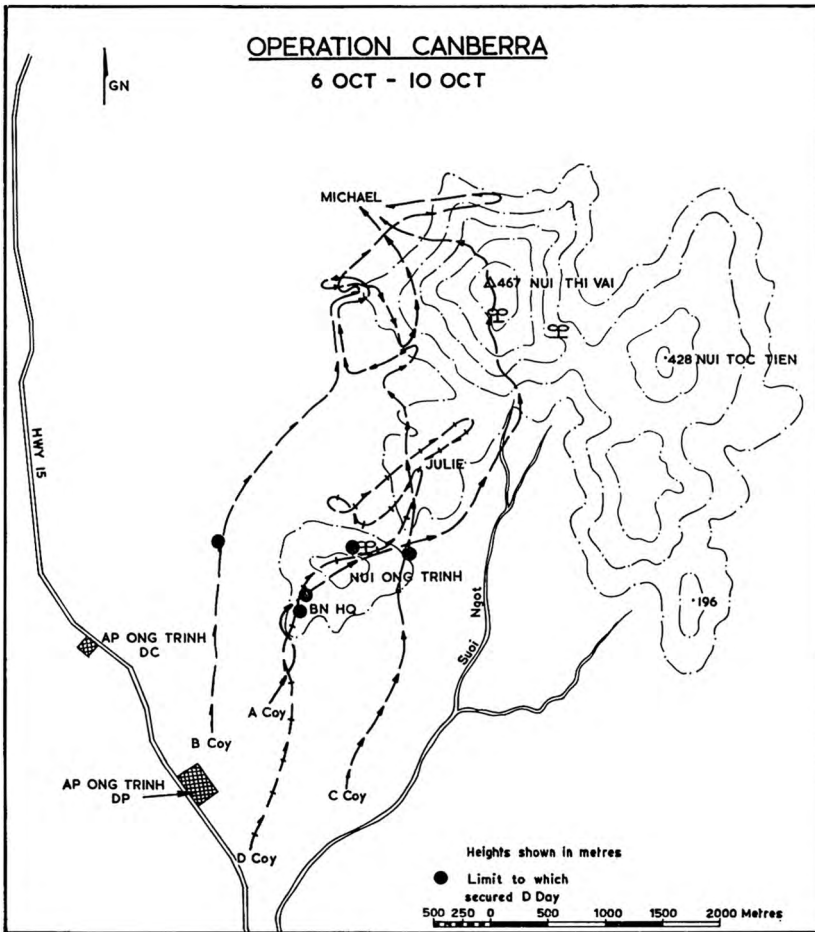 OPERATION CANBERRA
6 OCT - 10 OCT
GN
MICHAEL
467 NUI THI VAI
428 NUI TOC TIEN
HWY 15
JULIE
NUI ONG TRINH
BN HQ
196
Suoi Ngot
AP ONG TRINH
DC
A Coy
B Coy
AP ONG TRINH
DP
C Coy
D Coy
Heights shown in metres
Limit to which
secured D Day
500 250 0 500 1000 1500 2000 Metres